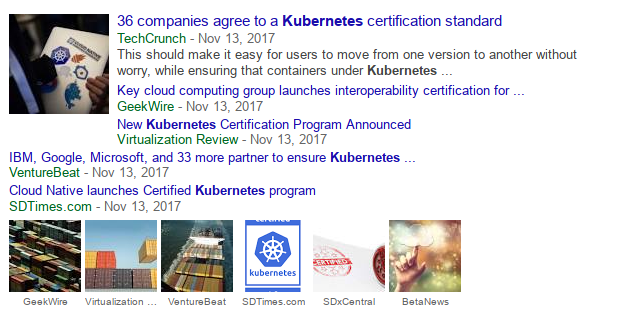 36 companies agree to a Kubernetes certification standard
TechCrunch - Nov 13, 2017
This should make it easy for users to move from one version to another without
worry, while ensuring that containers under Kubernetes ...
Key cloud computing group launches interoperability certification for ...
GeekWire - Nov 13, 2017
New Kubernetes Certification Program Announced
Virtualization Review - Nov 13, 2017
IBM, Google, Microsoft, and 33 more partner to ensure Kubernetes ...
VentureBeat - Nov 13, 2017
Cloud Native launches Certified Kubernetes program
SDTimes.com - Nov 13, 2017
certified
kubernetes
CERTIFIED
GeekWire
Virtualization ...
VentureBeat
SDTimes.com
SDxCentral
BetaNews